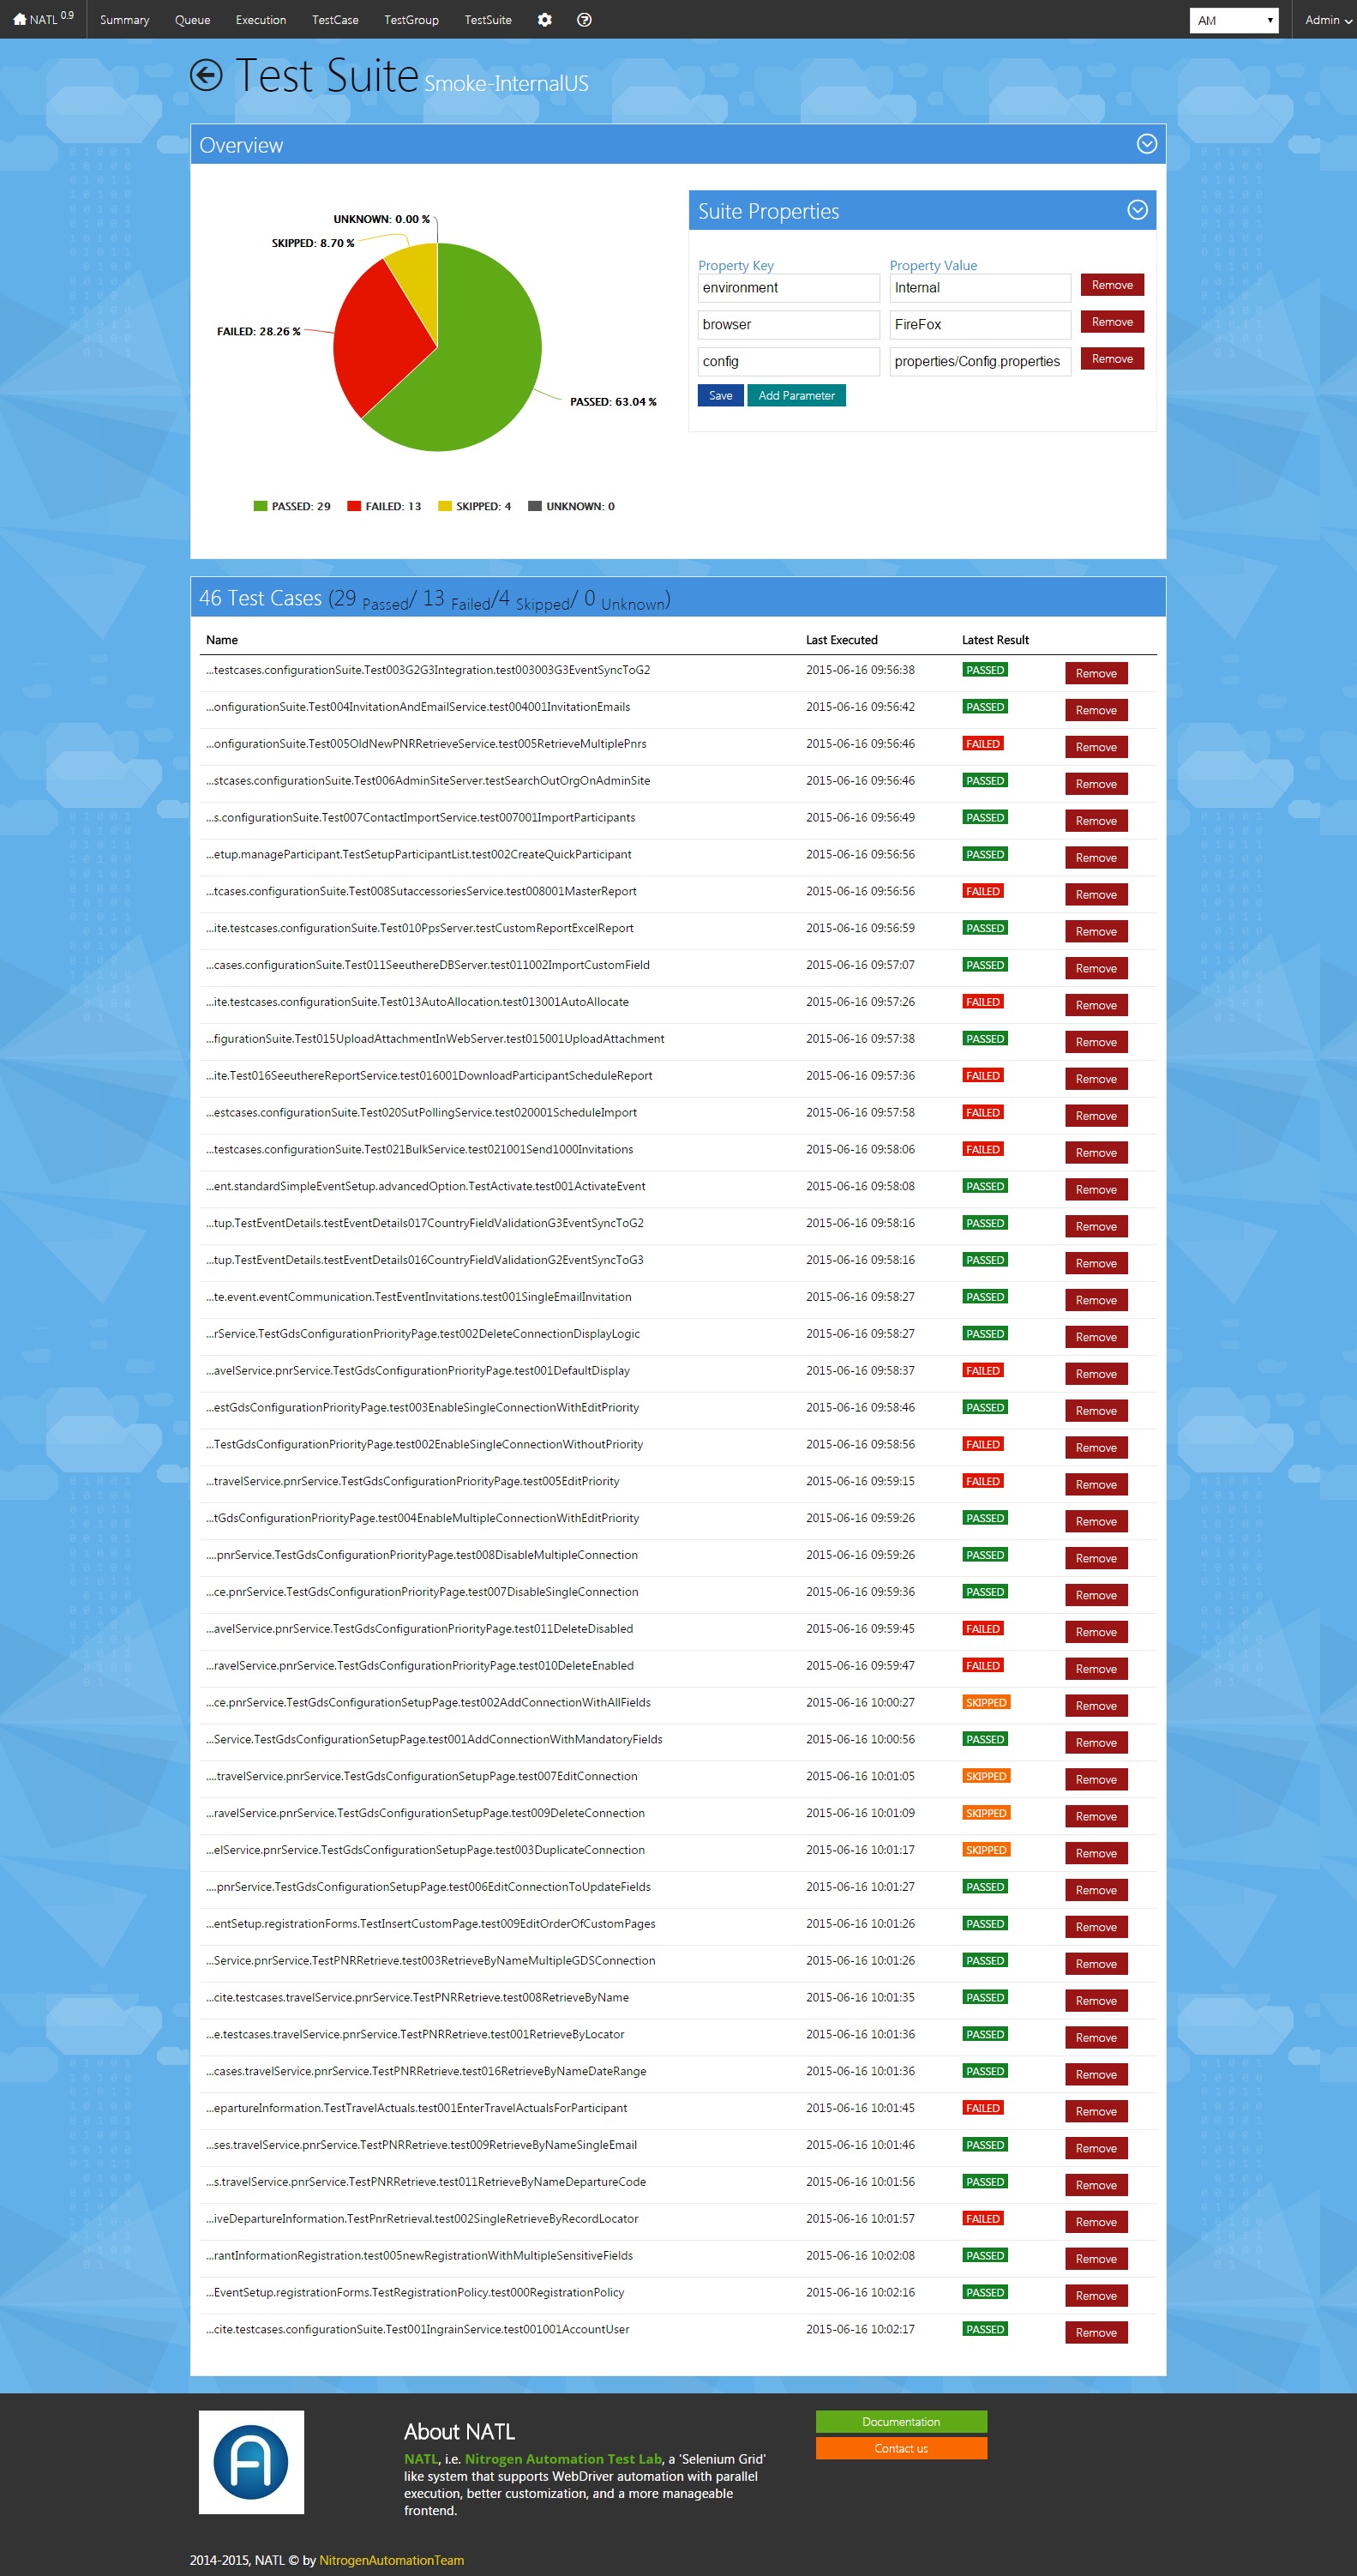 NATL 0.9 Summary Queue Execution TestCase TestGroup TestSuite AM Admin
Test Suite Smoke-InternalUS
Overview
UNKNOWN: 0.00 %
SKIPPED: 8.70 %
FAILED: 28.26 %
PASSED: 63.04 %
PASSED: 29 FAILED: 13 SKIPPED: 4 UNKNOWN: 0
Suite Properties
Property Key Property Value
environment Internal Remove
browser FireFox Remove
config properties/Config.properties Remove
Save Add Parameter
46 Test Cases (29 Passed/ 13 Failed/4 Skipped/ 0 Unknown)
Name Last Executed Latest Result
...testcases.configurationSuite.Test003G2G3Integration.test003003G3EventSyncToG2 2015-06-16 09:56:38 PASSED Remove
...onfigurationSuite.Test004InvitationAndEmailService.test004001InvitationEmails 2015-06-16 09:56:42 PASSED Remove
...onfigurationSuite.Test005OldNewPNRRetrieveService.test005RetrieveMultiplePnrs 2015-06-16 09:56:46 FAILED Remove
...stcases.configurationSuite.Test006AdminSiteServer.testSearchOutOrgOnAdminSite 2015-06-16 09:56:46 PASSED Remove
...s.configurationSuite.Test007ContactImportService.test007001ImportParticipants 2015-06-16 09:56:49 PASSED Remove
...etup.manageParticipant.TestSetupParticipantList.test002CreateQuickParticipant 2015-06-16 09:56:56 PASSED Remove
...tcases.configurationSuite.Test008SutaccessoriesService.test008001MasterReport 2015-06-16 09:56:56 FAILED Remove
...ite.testcases.configurationSuite.Test010PpsServer.testCustomReportExcelReport 2015-06-16 09:56:59 PASSED Remove
...cases.configurationSuite.Test011SeeuthereDBServer.test011002ImportCustomField 2015-06-16 09:57:07 PASSED Remove
...ite.testcases.configurationSuite.Test013AutoAllocation.test013001AutoAllocate 2015-06-16 09:57:26 FAILED Remove
...figurationSuite.Test015UploadAttachmentInWebServer.test015001UploadAttachment 2015-06-16 09:57:38 PASSED Remove
...ite.Test016SeeuthereReportService.test016001DownloadParticipantScheduleReport 2015-06-16 09:57:36 FAILED Remove
...estcases.configurationSuite.Test020SutPollingService.test020001ScheduleImport 2015-06-16 09:57:58 FAILED Remove
...testcases.configurationSuite.Test021BulkService.test021001Send1000Invitations 2015-06-16 09:58:06 FAILED Remove
...ent.standardSimpleEventSetup.advancedOption.TestActivate.test001ActivateEvent 2015-06-16 09:58:08 PASSED Remove
...tup.TestEventDetails.testEventDetails017CountryFieldValidationG3EventSyncToG2 2015-06-16 09:58:16 PASSED Remove
...tup.TestEventDetails.testEventDetails016CountryFieldValidationG2EventSyncToG3 2015-06-16 09:58:16 PASSED Remove
...te.event.eventCommunication.TestEventInvitations.test001SingleEmailInvitation 2015-06-16 09:58:27 PASSED Remove
...rService.TestGdsConfigurationPriorityPage.test002DeleteConnectionDisplayLogic 2015-06-16 09:58:27 PASSED Remove
...avelService.pnrService.TestGdsConfigurationPriorityPage.test001DefaultDisplay 2015-06-16 09:58:37 FAILED Remove
...estGdsConfigurationPriorityPage.test003EnableSingleConnectionWithEditPriority 2015-06-16 09:58:46 PASSED Remove
...TestGdsConfigurationPriorityPage.test002EnableSingleConnectionWithoutPriority 2015-06-16 09:58:56 FAILED Remove
...travelService.pnrService.TestGdsConfigurationPriorityPage.test005EditPriority 2015-06-16 09:59:15 FAILED Remove
...tGdsConfigurationPriorityPage.test004EnableMultipleConnectionWithEditPriority 2015-06-16 09:59:26 PASSED Remove
....pnrService.TestGdsConfigurationPriorityPage.test008DisableMultipleConnection 2015-06-16 09:59:26 PASSED Remove
...ce.pnrService.TestGdsConfigurationPriorityPage.test007DisableSingleConnection 2015-06-16 09:59:36 PASSED Remove
...avelService.pnrService.TestGdsConfigurationPriorityPage.test011DeleteDisabled 2015-06-16 09:59:45 FAILED Remove
...ravelService.pnrService.TestGdsConfigurationPriorityPage.test010DeleteEnabled 2015-06-16 09:59:47 FAILED Remove
...ce.pnrService.TestGdsConfigurationSetupPage.test002AddConnectionWithAllFields 2015-06-16 10:00:27 SKIPPED Remove
...Service.TestGdsConfigurationSetupPage.test001AddConnectionWithMandatoryFields 2015-06-16 10:00:56 PASSED Remove
....travelService.pnrService.TestGdsConfigurationSetupPage.test007EditConnection 2015-06-16 10:01:05 SKIPPED Remove
...ravelService.pnrService.TestGdsConfigurationSetupPage.test009DeleteConnection 2015-06-16 10:01:09 SKIPPED Remove
...elService.pnrService.TestGdsConfigurationSetupPage.test003DuplicateConnection 2015-06-16 10:01:17 SKIPPED Remove
....pnrService.TestGdsConfigurationSetupPage.test006EditConnectionToUpdateFields 2015-06-16 10:01:27 PASSED Remove
...entSetup.registrationForms.TestInsertCustomPage.test009EditOrderOfCustomPages 2015-06-16 10:01:26 PASSED Remove
...Service.pnrService.TestPNRRetrieve.test003RetrieveByNameMultipleGDSConnection 2015-06-16 10:01:26 PASSED Remove
...cite.testcases.travelService.pnrService.TestPNRRetrieve.test008RetrieveByName 2015-06-16 10:01:35 PASSED Remove
...e.testcases.travelService.pnrService.TestPNRRetrieve.test001RetrieveByLocator 2015-06-16 10:01:36 PASSED Remove
...cases.travelService.pnrService.TestPNRRetrieve.test016RetrieveByNameDateRange 2015-06-16 10:01:36 PASSED Remove
...epartureInformation.TestTravelActuals.test001EnterTravelActualsForParticipant 2015-06-16 10:01:45 FAILED Remove
...ses.travelService.pnrService.TestPNRRetrieve.test009RetrieveByNameSingleEmail 2015-06-16 10:01:46 PASSED Remove
...s.travelService.pnrService.TestPNRRetrieve.test011RetrieveByNameDepartureCode 2015-06-16 10:01:56 PASSED Remove
...iveDepartureInformation.TestPnrRetrieval.test002SingleRetrieveByRecordLocator 2015-06-16 10:01:57 FAILED Remove
...rantInformationRegistration.test005newRegistrationWithMultipleSensitiveFields 2015-06-16 10:02:08 PASSED Remove
...EventSetup.registrationForms.TestRegistrationPolicy.test000RegistrationPolicy 2015-06-16 10:02:16 PASSED Remove
...cite.testcases.configurationSuite.Test001IngrainService.test001001AccountUser 2015-06-16 10:02:17 PASSED Remove
About NATL
NATL, i.e. Nitrogen Automation Test Lab, a 'Selenium Grid'
like system that supports WebDriver automation with parallel
execution, better customization, and a more manageable
frontend.
Documentation
Contact us
2014-2015, NATL © by NitrogenAutomationTeam